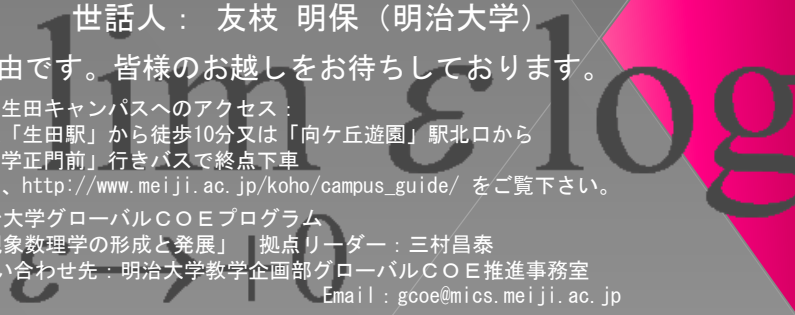 世話人： 友枝 明保（明治大学）
由です。皆様のお越しをお待ちしております。
生田キャンパスへのアクセス：
「生田駅」から徒歩10分又は「向ケ丘遊園」駅北口から
学正門前」行きバスで終点下車
、http://www.meiji.ac.jp/koho/campus_guide/ をご覧下さい。
大学グローバルＣＯＥプログラム
象数理学の形成と発展」 拠点リーダー：三村昌泰
い合わせ先：明治大学教学企画部グローバルＣＯＥ推進事務室
Email：gcoe@mics.meiji.ac.jp
lim ε log
ε→+0